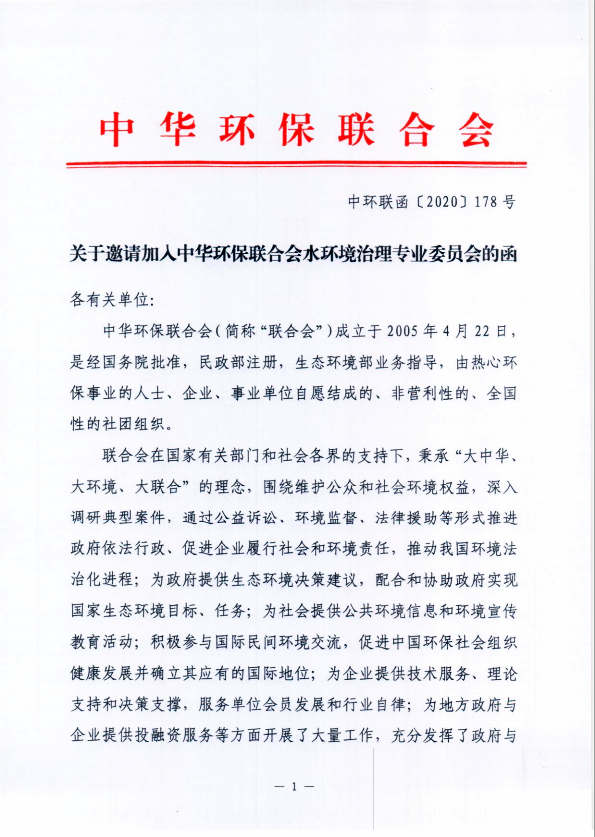 中华环保联合会
中环联函〔2020〕178号
关于邀请加入中华环保联合会水环境治理专业委员会的函
各有关单位：
中华环保联合会（简称“联合会”）成立于2005年4月22日，
是经国务院批准，民政部注册，生态环境部业务指导，由热心环
保事业的人士、企业、事业单位自愿结成的、非营利性的、全国
性的社团组织。
联合会在国家有关部门和社会各界的支持下，秉承“大中华、
大环境、大联合”的理念，围绕维护公众和社会环境权益，深入
调研典型案件，通过公益诉讼、环境监督、法律援助等形式推进
政府依法行政、促进企业履行社会和环境责任，推动我国环境法
治化进程；为政府提供生态环境决策建议，配合和协助政府实现
国家生态环境目标、任务；为社会提供公共环境信息和环境宣传
教育活动；积极参与国际民间环境交流，促进中国环保社会组织
健康发展并确立其应有的国际地位；为企业提供技术服务、理论
支持和决策支撑，服务单位会员发展和行业自律；为地方政府与
企业提供投融资服务等方面开展了大量工作，充分发挥了政府与
— 1 —